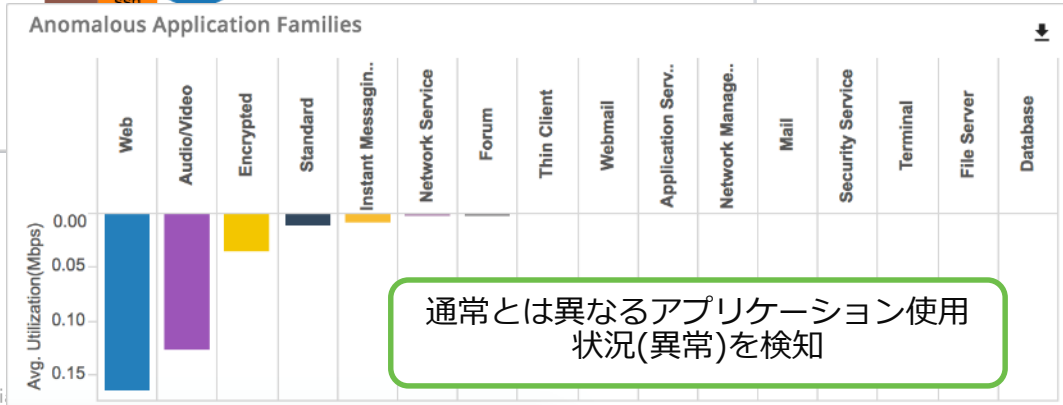 SSH
Anomalous Application Families
Web
Audio/Video
Encrypted
Standard
Instant Messagin..
Network Service
Forum
Thin Client
Webmail
Application Serv..
Network Manage..
Mail
Security Service
Terminal
File Server
Database
Avg. Utilization(Mbps)
0.00
0.05
0.10
0.15
通常とは異なるアプリケーション使用
状況(異常)を検知